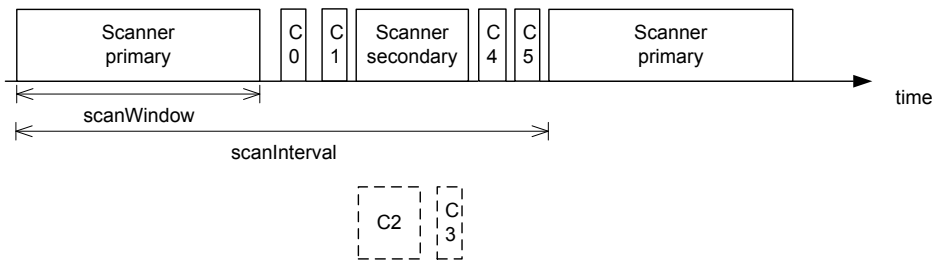 Scanner
primary
C
0
C
1
Scanner
secondary
C
4
C
5
Scanner
primary
time
scanWindow
scanInterval
C2
C
3